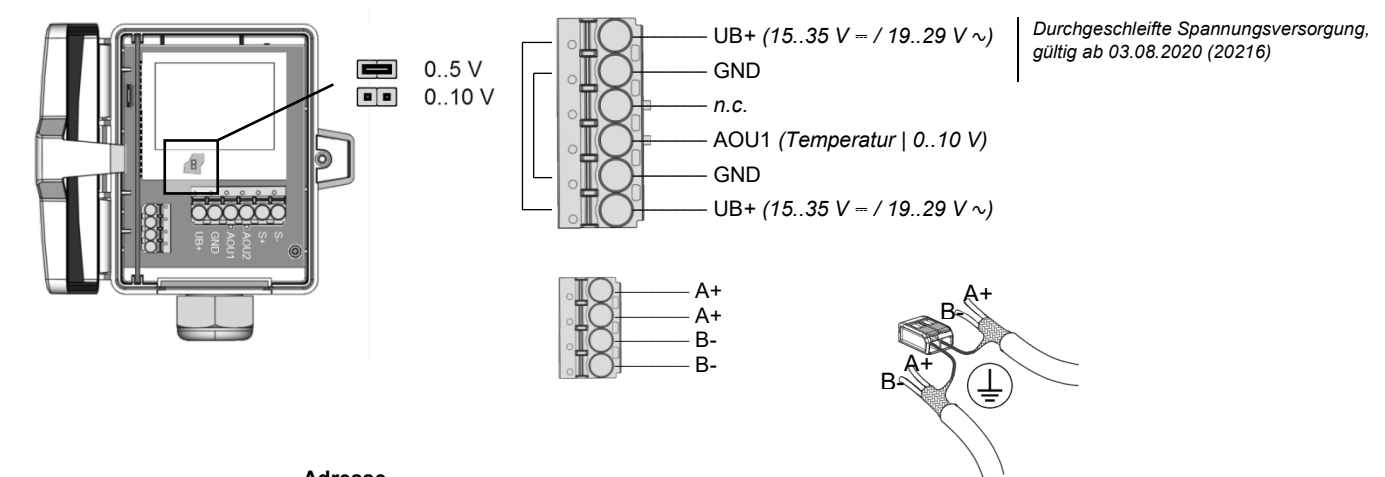 0..5 V
0..10 V
UB+ (15..35 V ⎓ / 19..29 V ∿)
GND
n.c.
AOU1 (Temperatur | 0..10 V)
GND
UB+ (15..35 V ⎓ / 19..29 V ∿)
Durchgeschleifte Spannungsversorgung,
gültig ab 03.08.2020 (20216)
UB+
GND
AOU1
AOU2
S+
S-
A+
A+
B-
B-
A+
B-
A+
B-
Adresse